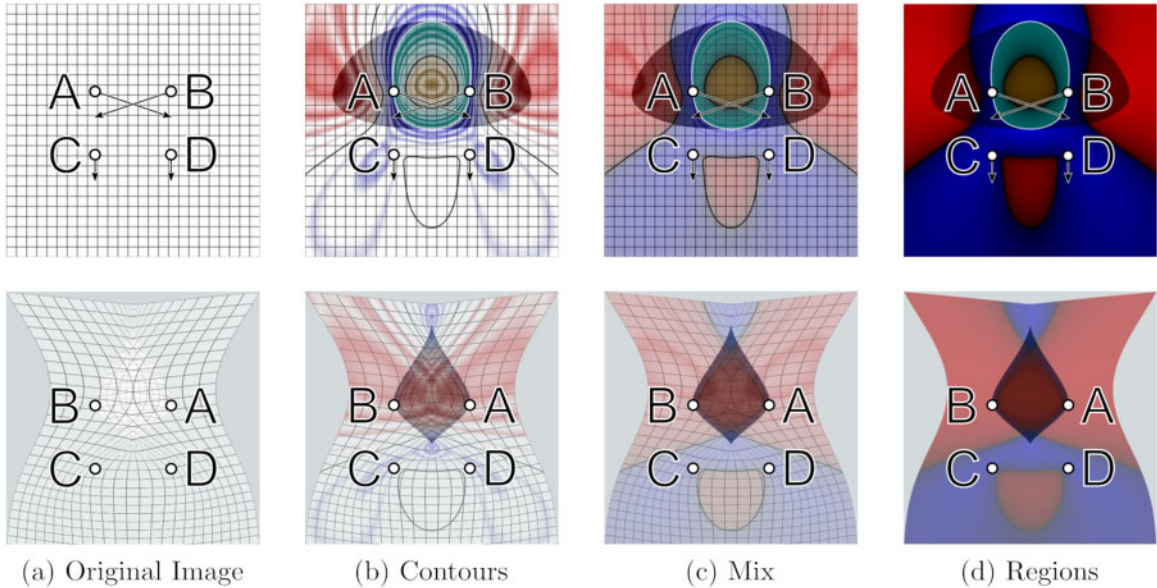 A B A B A B A B
C D C D C D C D
B A B A B A B A
C D C D C D C D
(a) Original Image (b) Contours (c) Mix (d) Regions